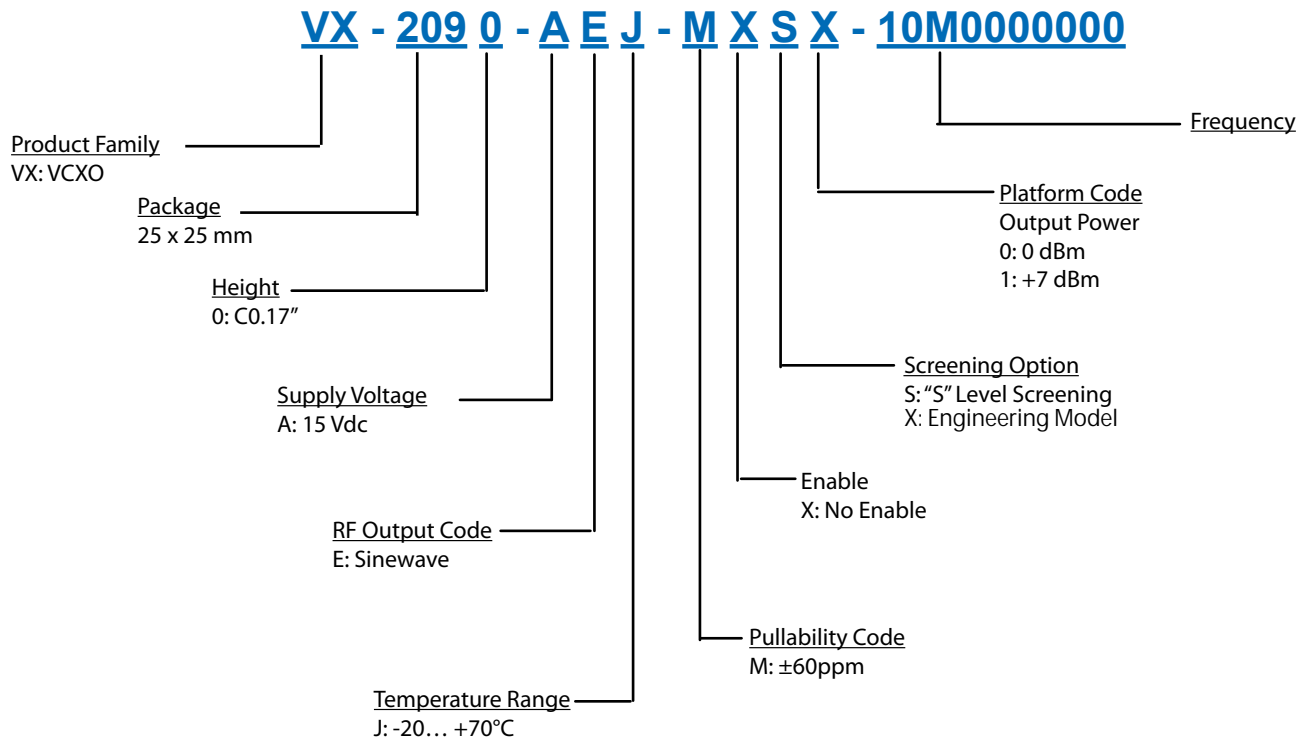 VX - 209 0 - A E J - M X S X - 10M0000000
Frequency
Product Family
VX: VCXO
Package
25 x 25 mm
Platform Code
Output Power
0: 0 dBm
1: +7 dBm
Height
0: C0.17”
Screening Option
S: “S” Level Screening
X: Engineering Model
Supply Voltage
A: 15 Vdc
Enable
X: No Enable
RF Output Code
E: Sinewave
Pullability Code
M: ±60ppm
Temperature Range
J: -20… +70°C